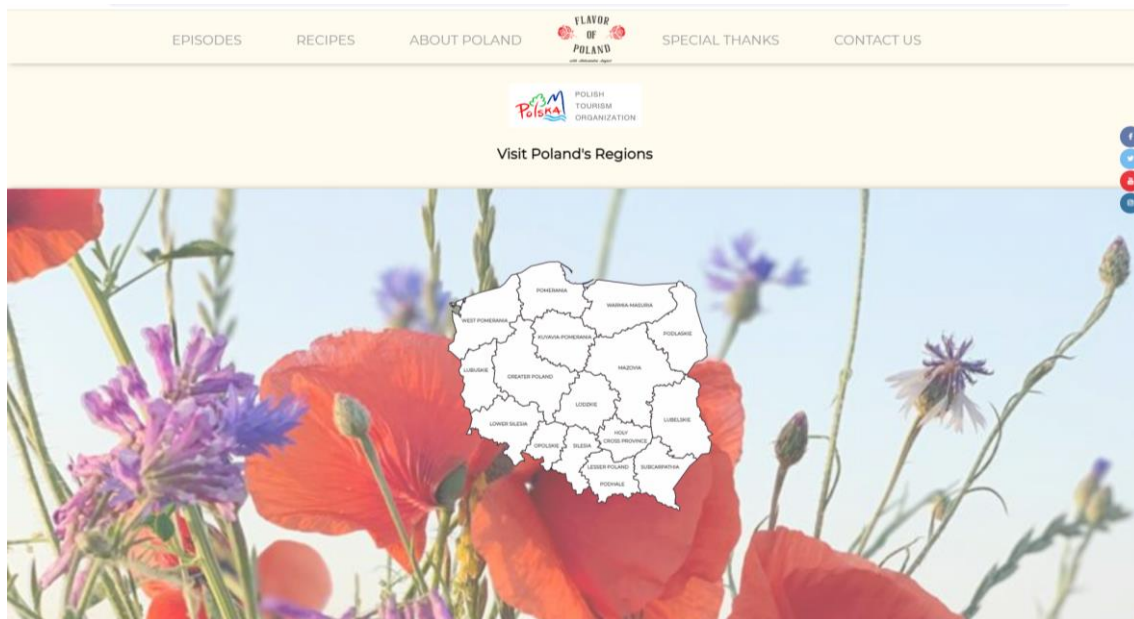 EPISODES
RECIPES
ABOUT POLAND
FLAVOR
OF
POLAND
SPECIAL THANKS
CONTACT US
Polska
POLISH
TOURISM
ORGANIZATION
Visit Poland's Regions
POMERANIA
WARMIA-MAZURIA
WEST POMERANIA
KUYAVIA-POMERANIA
PODLASKIE
LUBUSKIE
GREATER POLAND
MAZOVIA
LODZKIE
LOWER SILESIA
LUBELSKIE
HOLY
CROSS PROVINCE
OPOLSKIE
SILESIA
LESSER POLAND
SUBCARPATHIA
PODHALE